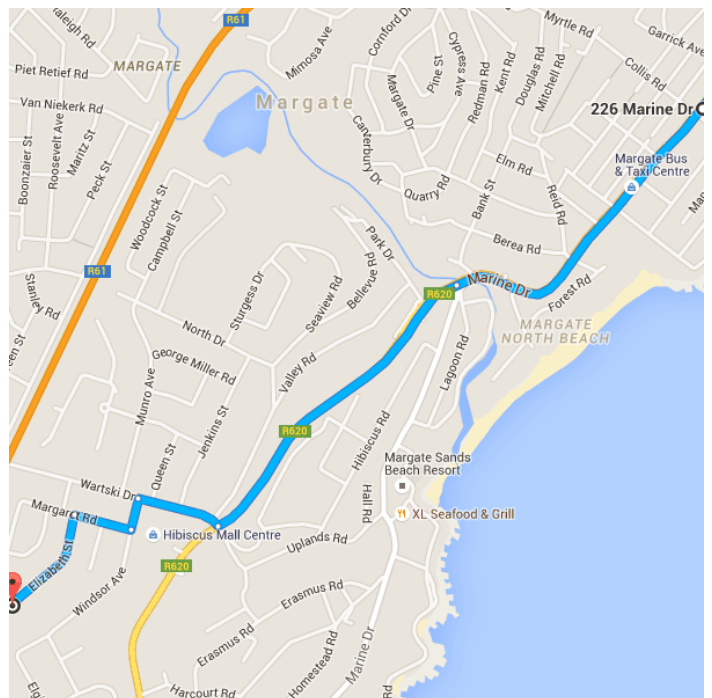 R61
Raleigh Rd
Mimosa Ave
Cornford Dr
Cypress Ave
Pine St
Myrtle Rd
Garrick Ave
Collis Rd
Piet Retief Rd
MARGATE
Kent Rd
Douglas Rd
Mitchell Rd
Redman Rd
Van Niekerk Rd
Margate
Margate Dr
226 Marine Dr
Canterbury Dr
Boonzaier St
Roosevelt Ave
Maritz St
Peck St
Elm Rd
Margate Bus
& Taxi Centre
Quarry Rd
Bank St
Reid Rd
Woodcock St
Campbell St
Park Dr
Berea Rd
R61
Stanley Rd
Sturgess Dr
Seaview Rd
Bellevue Rd
R620
Marine Dr
Forest Rd
North Dr
MARGATE
NORTH BEACH
George Miller Rd
Valley Rd
Lagoon Rd
Munro Ave
Jenkins St
Queen St
R620
Hibiscus Rd
Margate Sands
Beach Resort
Wartski Dr
Hall Rd
Margaret Rd
XL Seafood & Grill
Hibiscus Mall Centre
Uplands Rd
R620
Elizabeth St
Windsor Ave
Erasmus Rd
Erasmus Rd
Homestead Rd
Marine Dr
Harcourt Rd